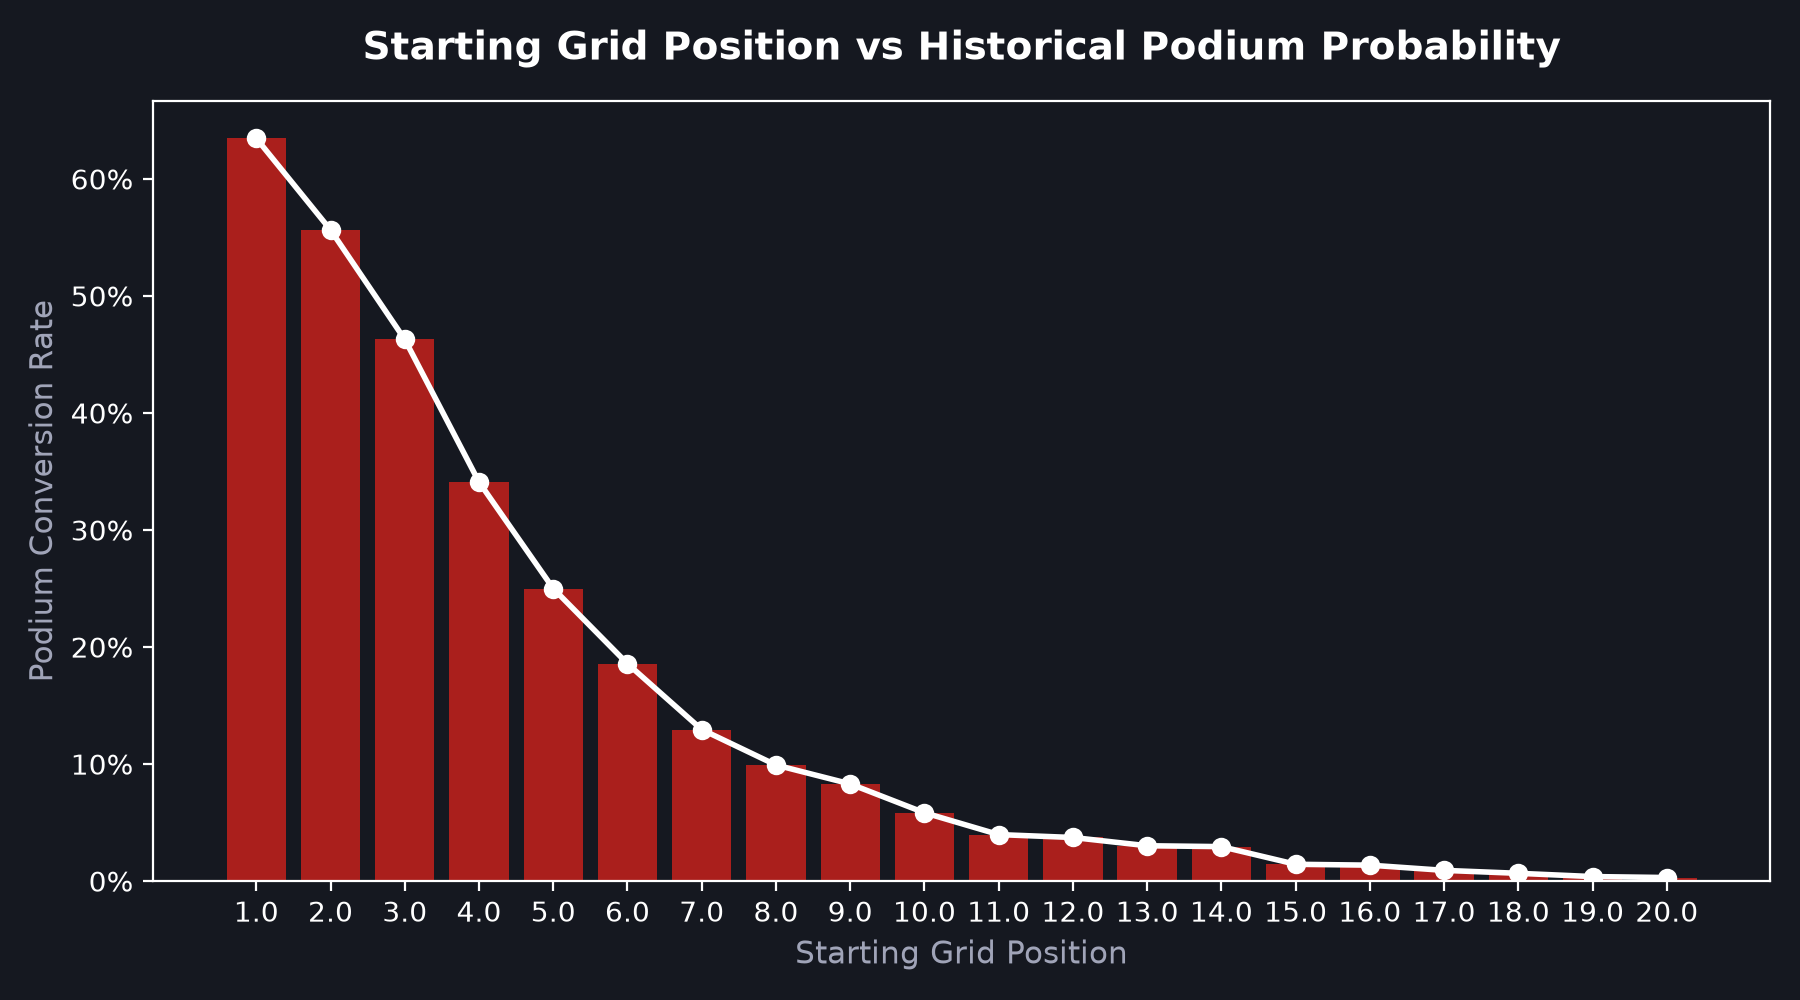 Starting Grid Position vs Historical Podium Probability
Podium Conversion Rate
60%
50%
40%
30%
20%
10%
0%
1.0 2.0 3.0 4.0 5.0 6.0 7.0 8.0 9.0 10.0 11.0 12.0 13.0 14.0 15.0 16.0 17.0 18.0 19.0 20.0
Starting Grid Position